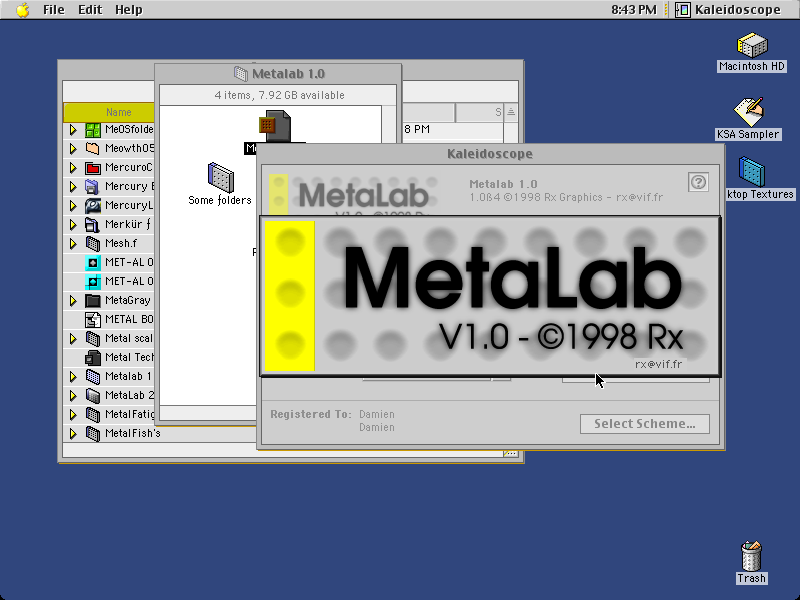 File Edit Help
8:43 PM Kaleidoscope
Macintosh HD
KSA Sampler
ktop Textures
Trash
Name
S
8 PM
MeOSfolde
MeowthOS
MercuroC
Mercury E
MercuryL
Merkür ƒ
Mesh.f
MET-AL 0
MET-AL 0
MetaGray
METAL BO
Metal scal
Metal Tech
Metalab 1
MetaLab 2
MetalFatig
MetalFish's
Metalab 1.0
4 items, 7.92 GB available
Some folders
Kaleidoscope
MetaLab
Metalab 1.0
1.0ß4 ©1998 Rx Graphics - rx@vif.fr
MetaLab
V1.0 - ©1998 Rx
rx@vif.fr
Registered To: Damien
Damien
Select Scheme...